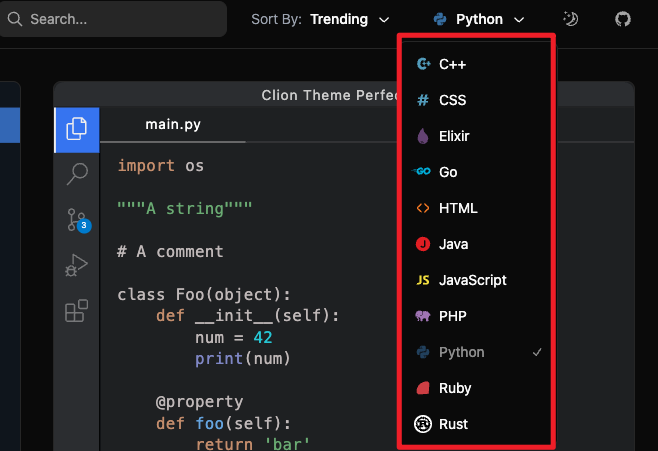 Search...
Sort By: Trending
Python
Clion Theme Perfe
main.py
import os
"""A string"""
# A comment
class Foo(object):
    def __init__(self):
        num = 42
        print(num)
    @property
    def foo(self):
        return 'bar'
3
C++
# CSS
Elixir
GO Go
<> HTML
J Java
JS JavaScript
PHP
Python ✓
Ruby
Rust